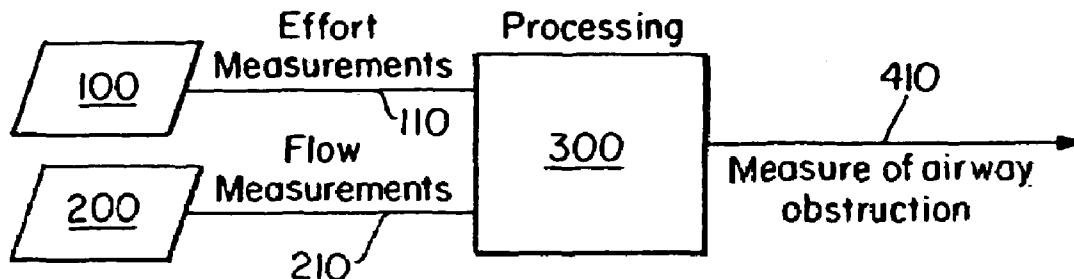 Effort
Measurements
Processing
100
110
410
Flow
Measurements
300
200
210
Measure of airway
obstruction